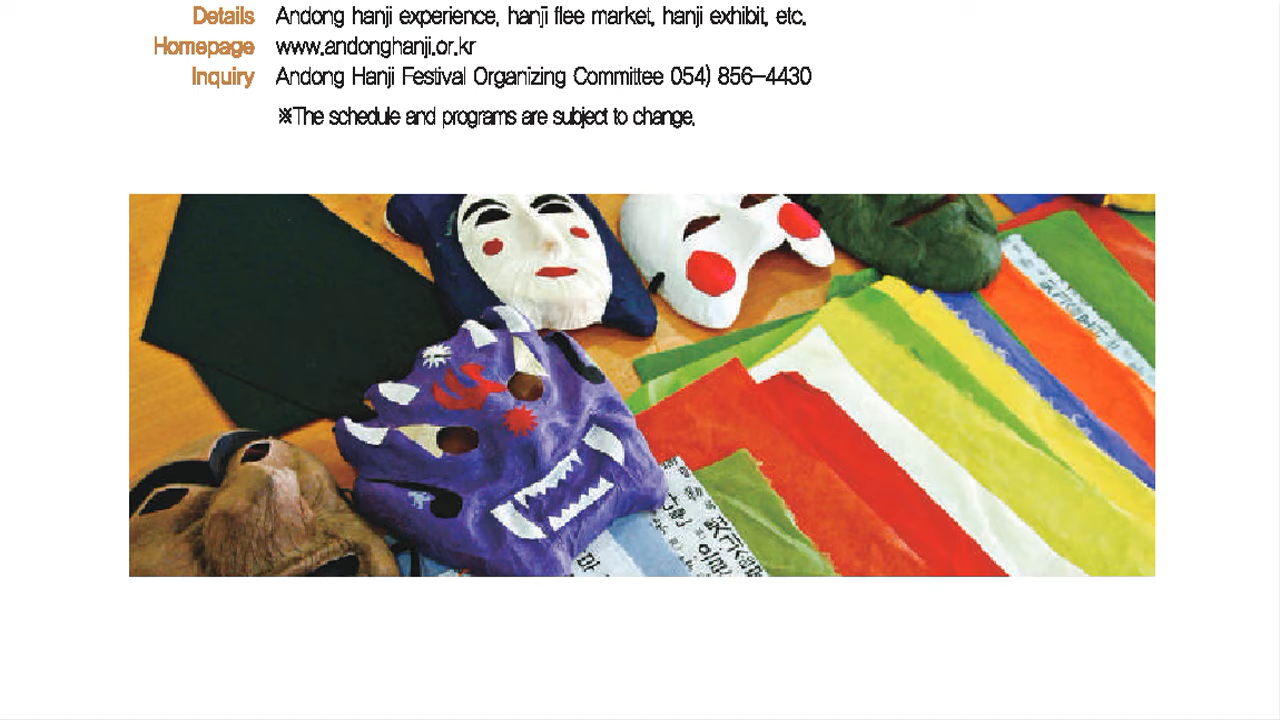 Details Andong hanji experience, hanji flee market, hanji exhibit, etc.
Homepage www.andonghanji.or.kr
Inquiry Andong Hanji Festival Organizing Committee 054) 856-4430
※The schedule and programs are subject to change.